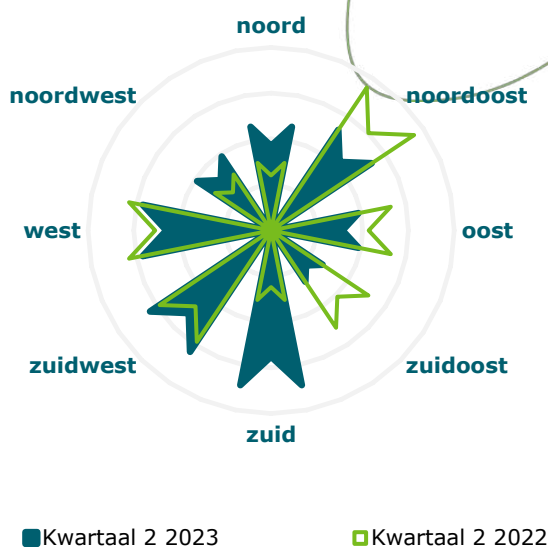 noord
noordwest
noordoost
west
oost
zuidwest
zuidoost
zuid
Kwartaal 2 2023
Kwartaal 2 2022